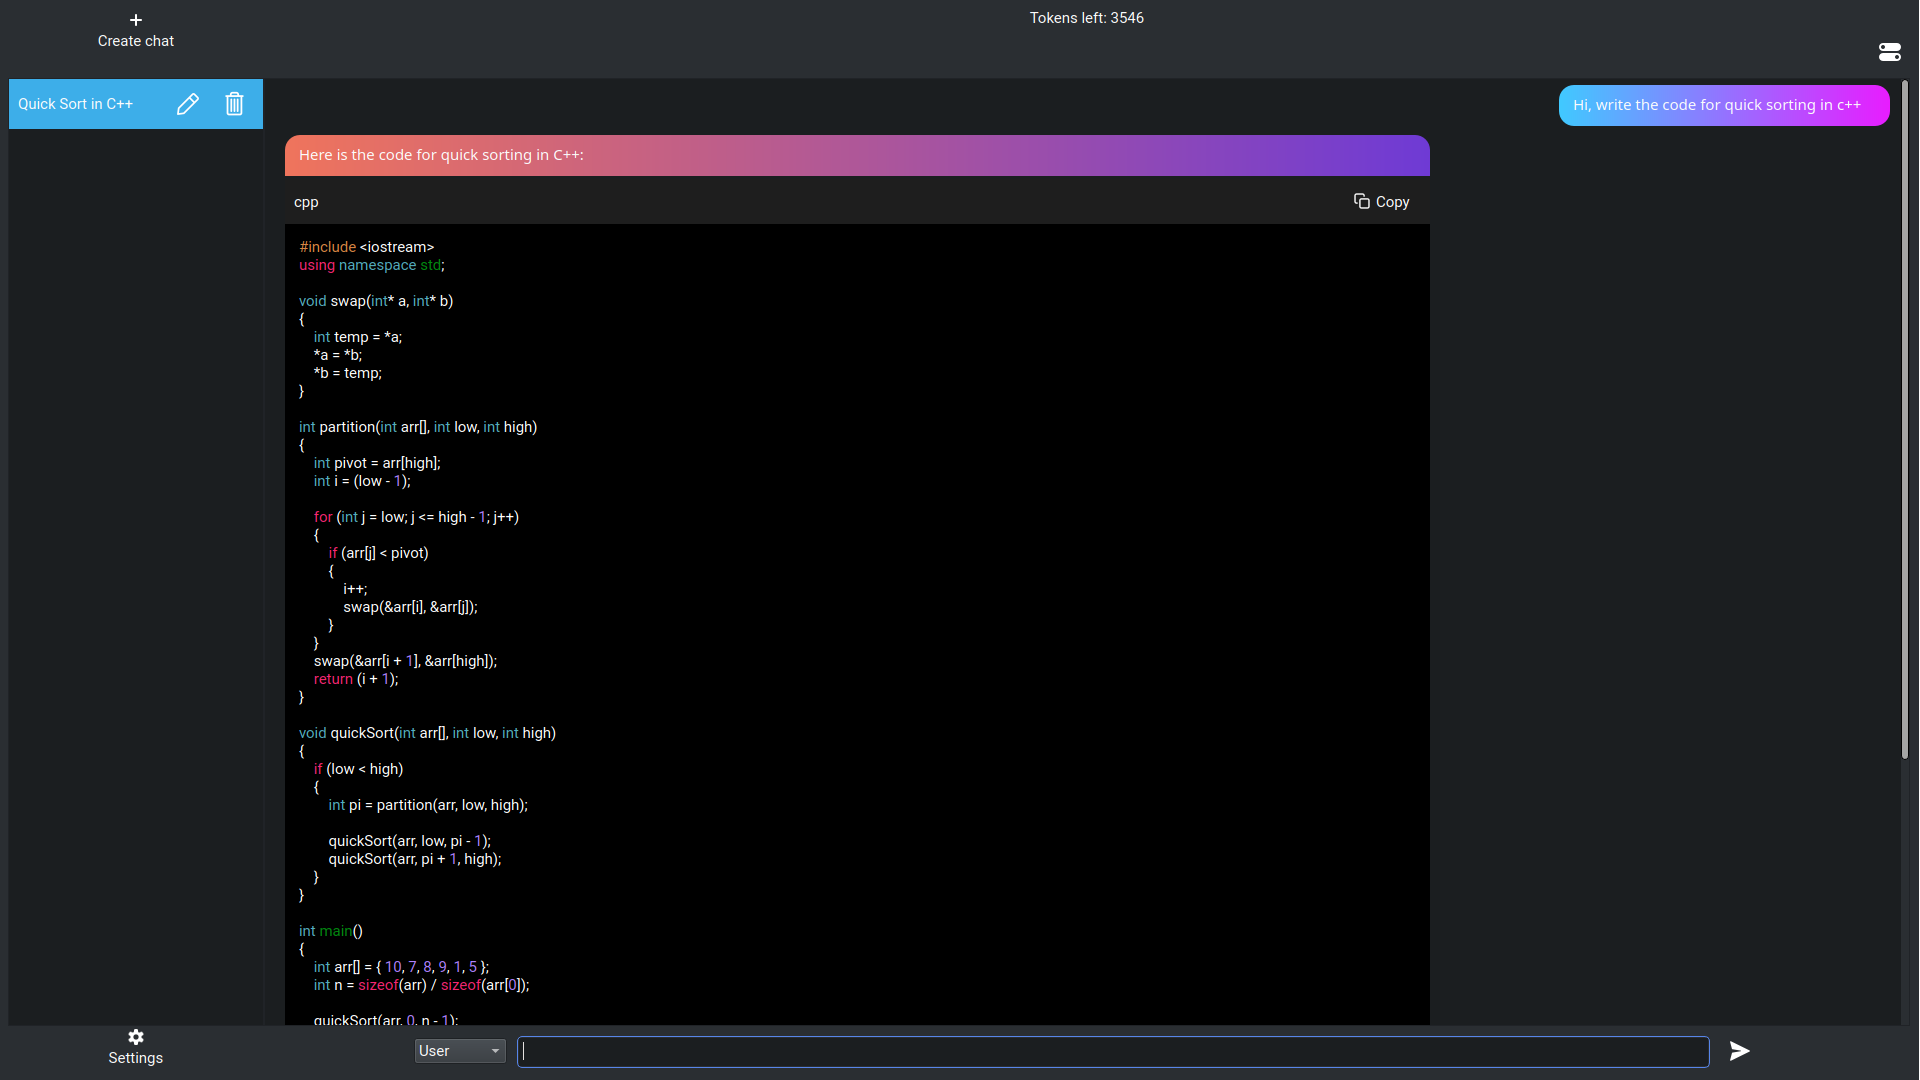 Create chat
Tokens left: 3546
Quick Sort in C++
Hi, write the code for quick sorting in c++
Here is the code for quick sorting in C++:
cpp
Copy
#include <iostream>
using namespace std;
void swap(int* a, int* b)
{
int temp = *a;
*a = *b;
*b = temp;
}
int partition(int arr[], int low, int high)
{
int pivot = arr[high];
int i = (low - 1);
for (int j = low; j <= high - 1; j++)
{
if (arr[j] < pivot)
{
i++;
swap(&arr[i], &arr[j]);
}
}
swap(&arr[i + 1], &arr[high]);
return (i + 1);
}
void quickSort(int arr[], int low, int high)
{
if (low < high)
{
int pi = partition(arr, low, high);
quickSort(arr, low, pi - 1);
quickSort(arr, pi + 1, high);
}
}
int main()
{
int arr[] = { 10, 7, 8, 9, 1, 5 };
int n = sizeof(arr) / sizeof(arr[0]);
quickSort(arr, 0, n - 1);
Settings
User